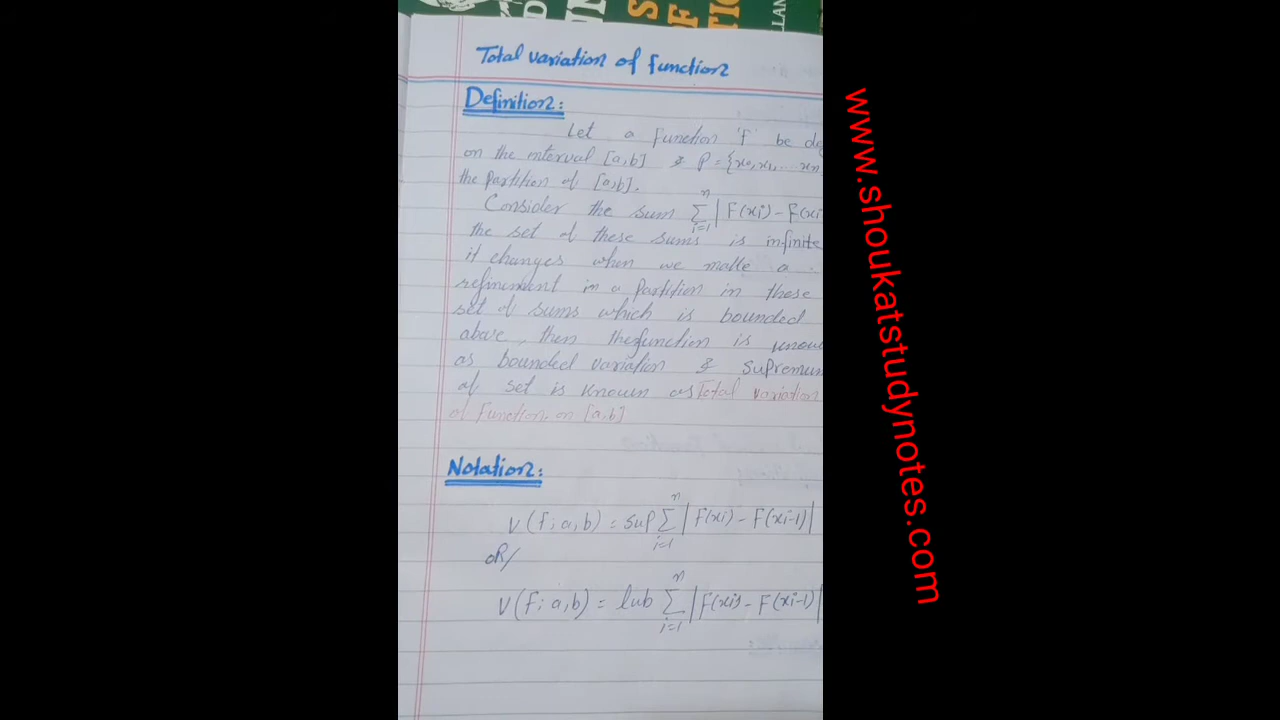 Total variation of function
Definition:
Let a function 'f' be
on the interval [a,b] & P = {x₀, x₁, ... xₙ
the partition of [a,b].
Consider the sum n∑i=1 | F(xi) - F(xi
the set of these sums is infinite
it changes when we make a
refinement in a partition in these
set of sums which is bounded
above, then the function is
as bounded variation & supremum
of set is known as Total variation
of Function on [a,b]
Notation:
V(f; a,b) = sup n∑i=1 | F(xi) - F(xi-1) |
OR/
V(f; a,b) = lub n∑i=1 | F(xi) - F(xi-1) |
www.shoukatstudynotes.com